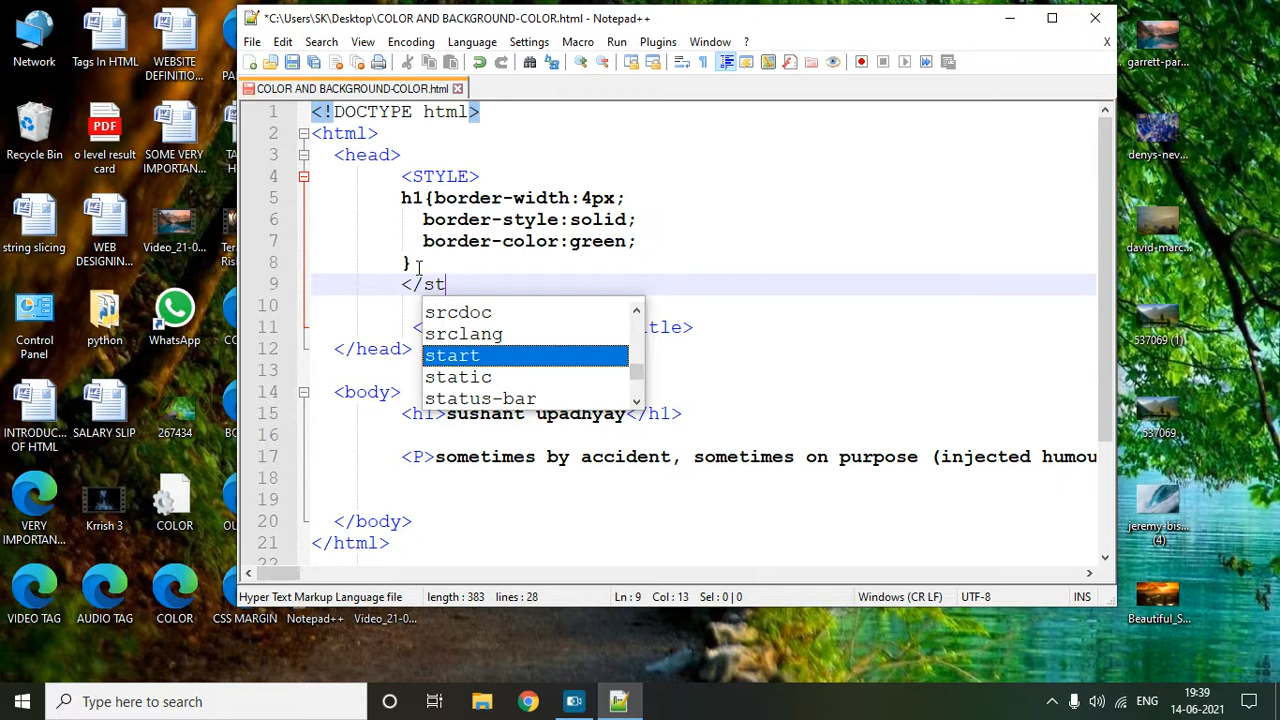 Network
Tags In HTML
WEBSITE
DEFINITIO...
Recycle Bin
PDF
o level result
card
SOME VERY
IMPORTAN...
string slicing
WEB
DESIGNIN...
Video_21-0...
Control
Panel
python
WhatsApp
INTRODUC...
OF HTML
SALARY SLIP
267434
VERY
IMPORTAN...
Krrish 3
COLOR
VIDEO TAG
AUDIO TAG
COLOR
CSS MARGIN
Notepad++
Video_21-0...
*C:\Users\SK\Desktop\COLOR AND BACKGROUND-COLOR.html - Notepad++
File Edit Search View Encoding Language Settings Macro Run Plugins Window ?
X
COLOR AND BACKGROUND-COLOR.html
1 <!DOCTYPE html>
2 <html>
3 <head>
4 <STYLE>
5 h1{border-width:4px;
6 border-style:solid;
7 border-color:green;
8 }
9 </st
10
11 < tle>
12 </head>
13
14 <body>
15 <h1>sushant upadhyay</h1>
16
17 <P>sometimes by accident, sometimes on purpose (injected humou
18
19
20 </body>
21 </html>
22
srcdoc
srclang
start
static
status-bar
Hyper Text Markup Language file length : 383 lines : 28 Ln : 9 Col : 13 Sel : 0 | 0 Windows (CR LF) UTF-8 INS
garrett-par...
denys-nev...
david-marc...
537069 (1)
537069
jeremy-bis...
(4)
Beautiful_S...
Type here to search
ENG
19:39
14-06-2021